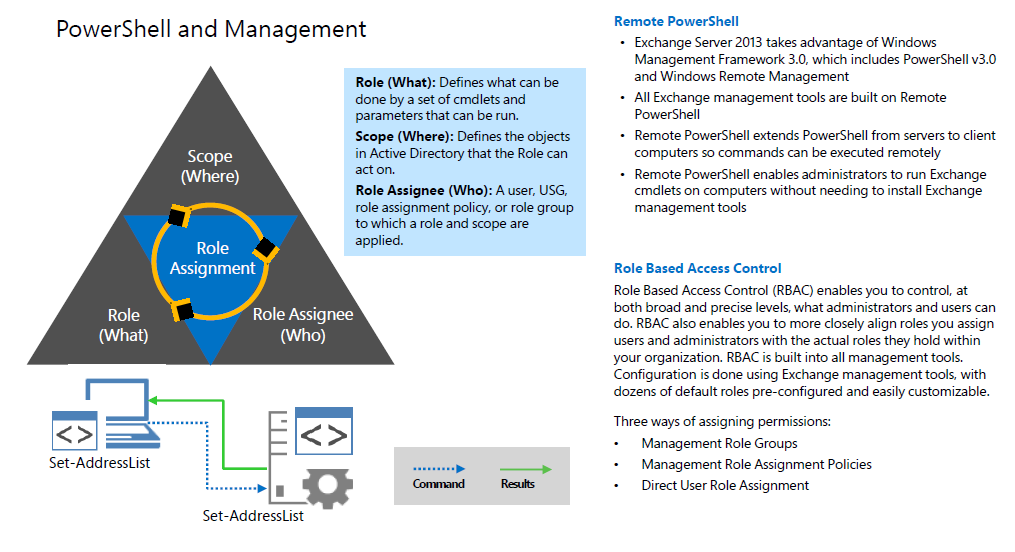 PowerShell and Management
Scope
(Where)
Role
Assignment
Role
(What)
Role Assignee
(Who)
Role (What): Defines what can be
done by a set of cmdlets and
parameters that can be run.
Scope (Where): Defines the objects
in Active Directory that the Role can
act on.
Role Assignee (Who): A user, USG,
role assignment policy, or role group
to which a role and scope are
applied.
<>
Set-AddressList
<>
Set-AddressList
Command
Results
Remote PowerShell
• Exchange Server 2013 takes advantage of Windows
Management Framework 3.0, which includes PowerShell v3.0
and Windows Remote Management
• All Exchange management tools are built on Remote
PowerShell
• Remote PowerShell extends PowerShell from servers to client
computers so commands can be executed remotely
• Remote PowerShell enables administrators to run Exchange
cmdlets on computers without needing to install Exchange
management tools
Role Based Access Control
Role Based Access Control (RBAC) enables you to control, at
both broad and precise levels, what administrators and users can
do. RBAC also enables you to more closely align roles you assign
users and administrators with the actual roles they hold within
your organization. RBAC is built into all management tools.
Configuration is done using Exchange management tools, with
dozens of default roles pre-configured and easily customizable.
Three ways of assigning permissions:
• Management Role Groups
• Management Role Assignment Policies
• Direct User Role Assignment